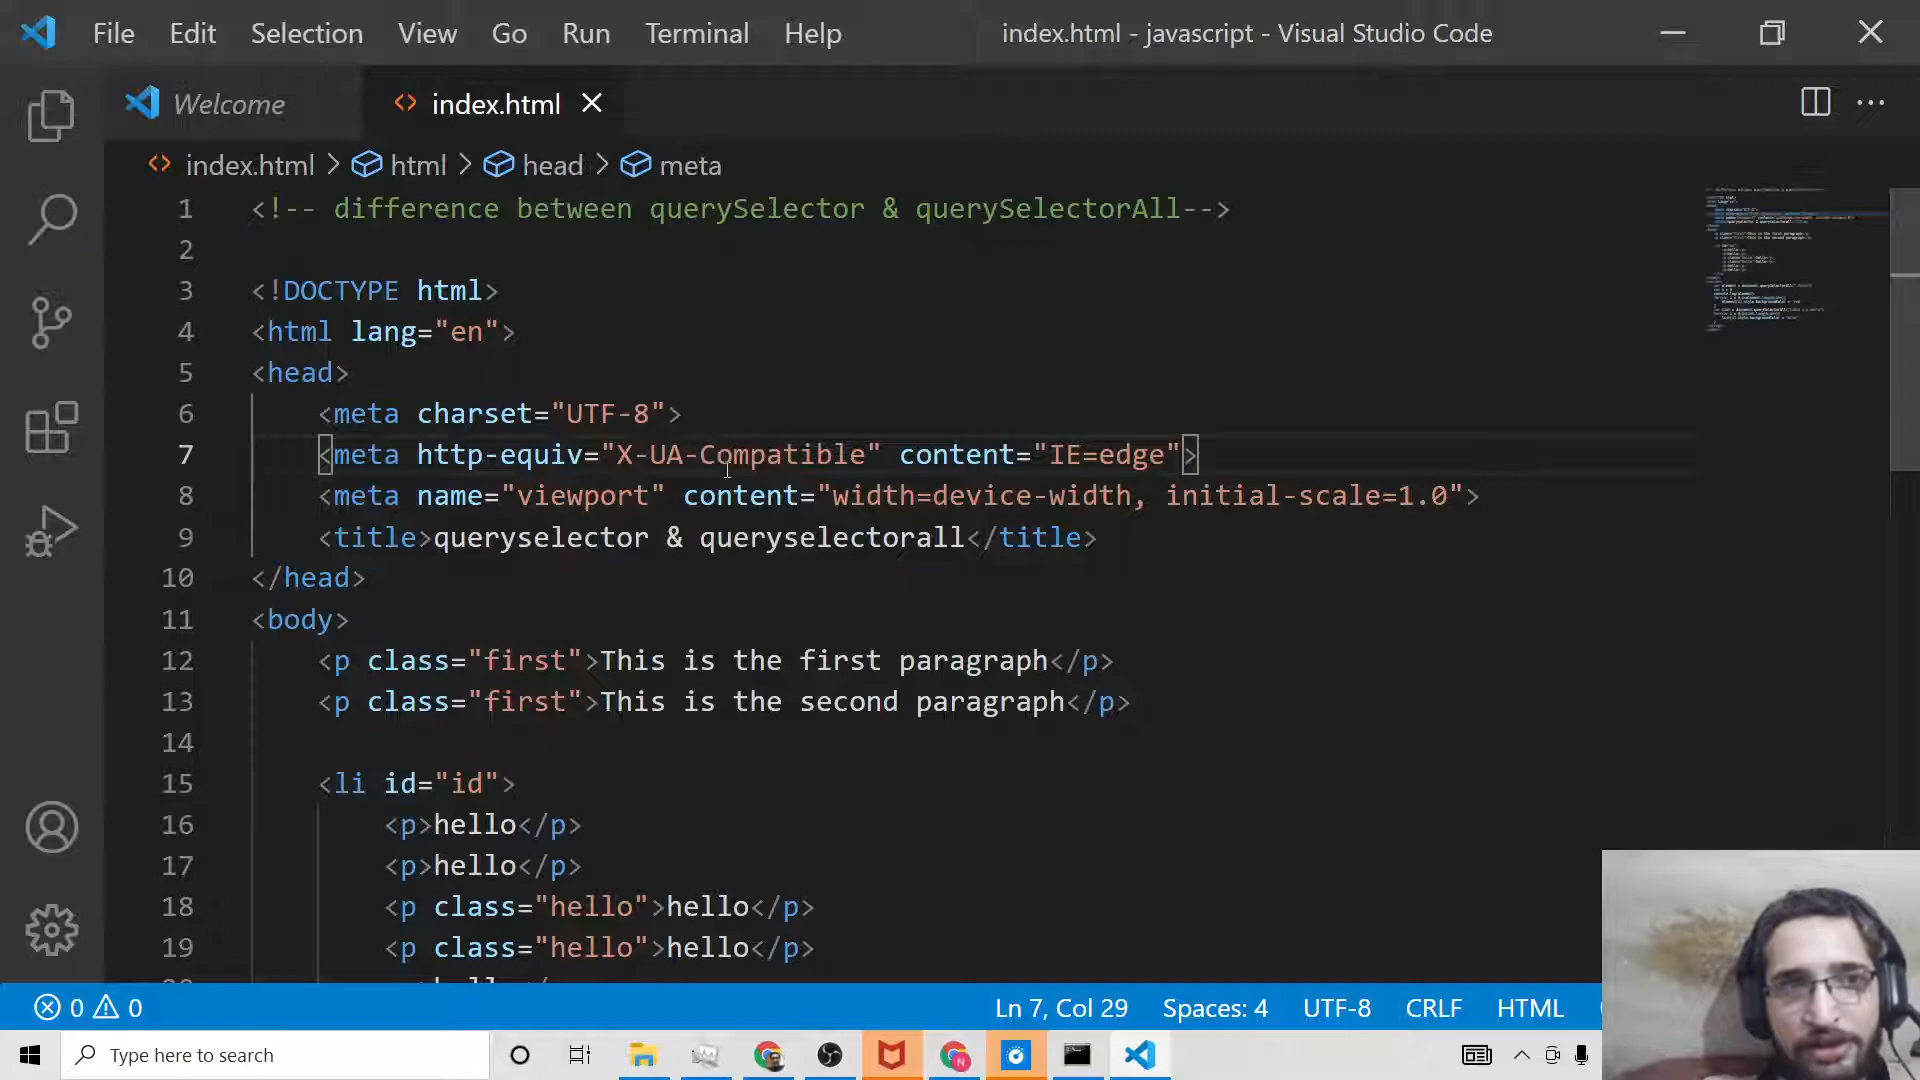 File Edit Selection View Go Run Terminal Help index.html - javascript - Visual Studio Code
Welcome index.html
index.html > html > head > meta
1 <!-- difference between querySelector & querySelectorAll-->
2
3 <!DOCTYPE html>
4 <html lang="en">
5 <head>
6 <meta charset="UTF-8">
7 <meta http-equiv="X-UA-Compatible" content="IE=edge">
8 <meta name="viewport" content="width=device-width, initial-scale=1.0">
9 <title>queryselector & queryselectorall</title>
10 </head>
11 <body>
12 <p class="first">This is the first paragraph</p>
13 <p class="first">This is the second paragraph</p>
14
15 <li id="id">
16 <p>hello</p>
17 <p>hello</p>
18 <p class="hello">hello</p>
19 <p class="hello">hello</p>
0 0 Ln 7, Col 29 Spaces: 4 UTF-8 CRLF HTML
Type here to search